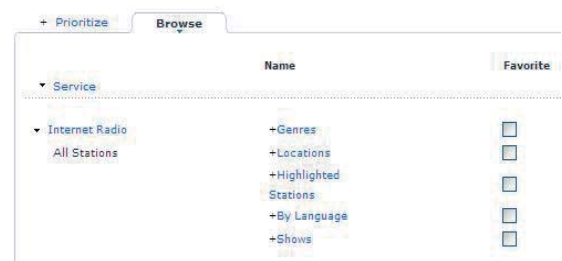 + Prioritize
Browse
Name
Favorite
Service
Internet Radio
+Genres
All Stations
+Locations
+Highlighted
Stations
+By Language
+Shows